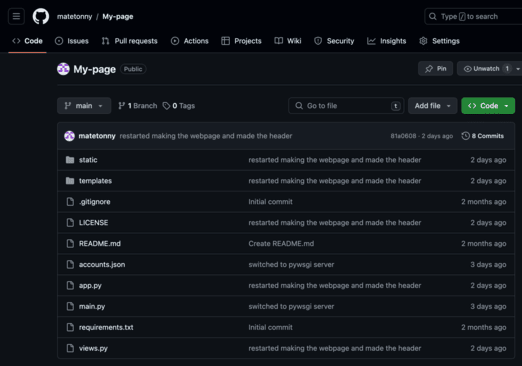 matetonny / My-page
Type / to search
Code Issues Pull requests Actions Projects Wiki Security Insights Settings
My-page Public Pin Unwatch 1
main 1 Branch 0 Tags Go to file 1 Add file Code
matetonny restarted making the webpage and made the header 81a0608 · 2 days ago 8 Commits
static restarted making the webpage and made the header 2 days ago
templates restarted making the webpage and made the header 2 days ago
.gitignore Initial commit 2 months ago
LICENSE restarted making the webpage and made the header 2 days ago
README.md Create README.md 2 months ago
accounts.json switched to pywsgi server 3 days ago
app.py restarted making the webpage and made the header 2 days ago
main.py switched to pywsgi server 3 days ago
requirements.txt Initial commit 2 months ago
views.py restarted making the webpage and made the header 2 days ago